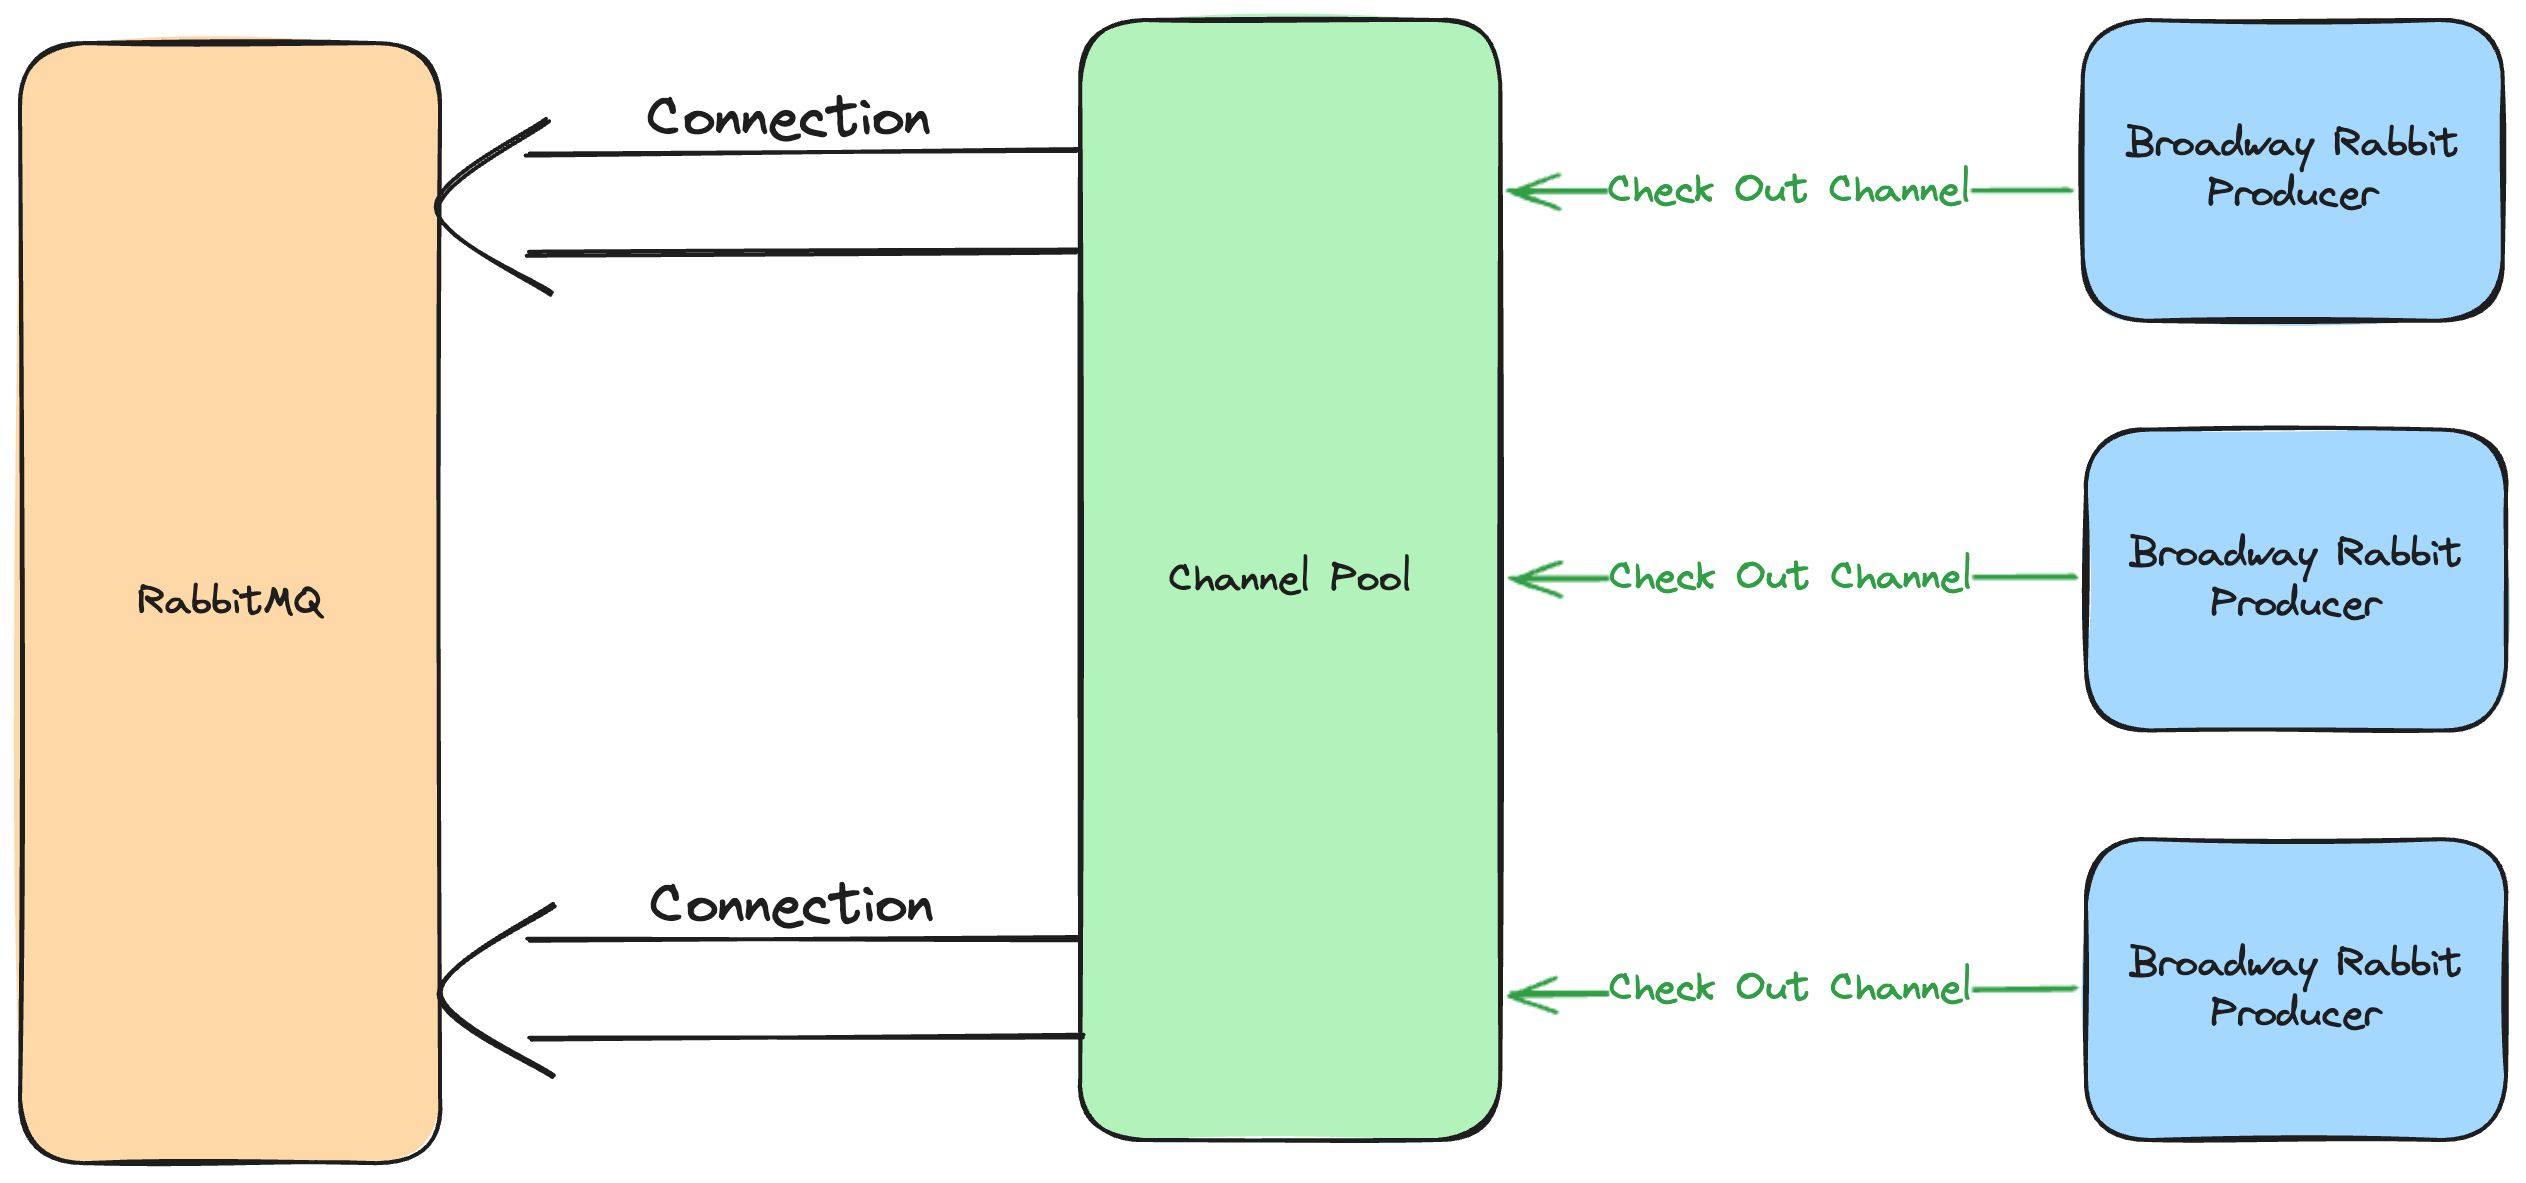 RabbitMQ
Connection
Connection
Channel Pool
Check Out Channel
Check Out Channel
Check Out Channel
Broadway Rabbit
Producer
Broadway Rabbit
Producer
Broadway Rabbit
Producer